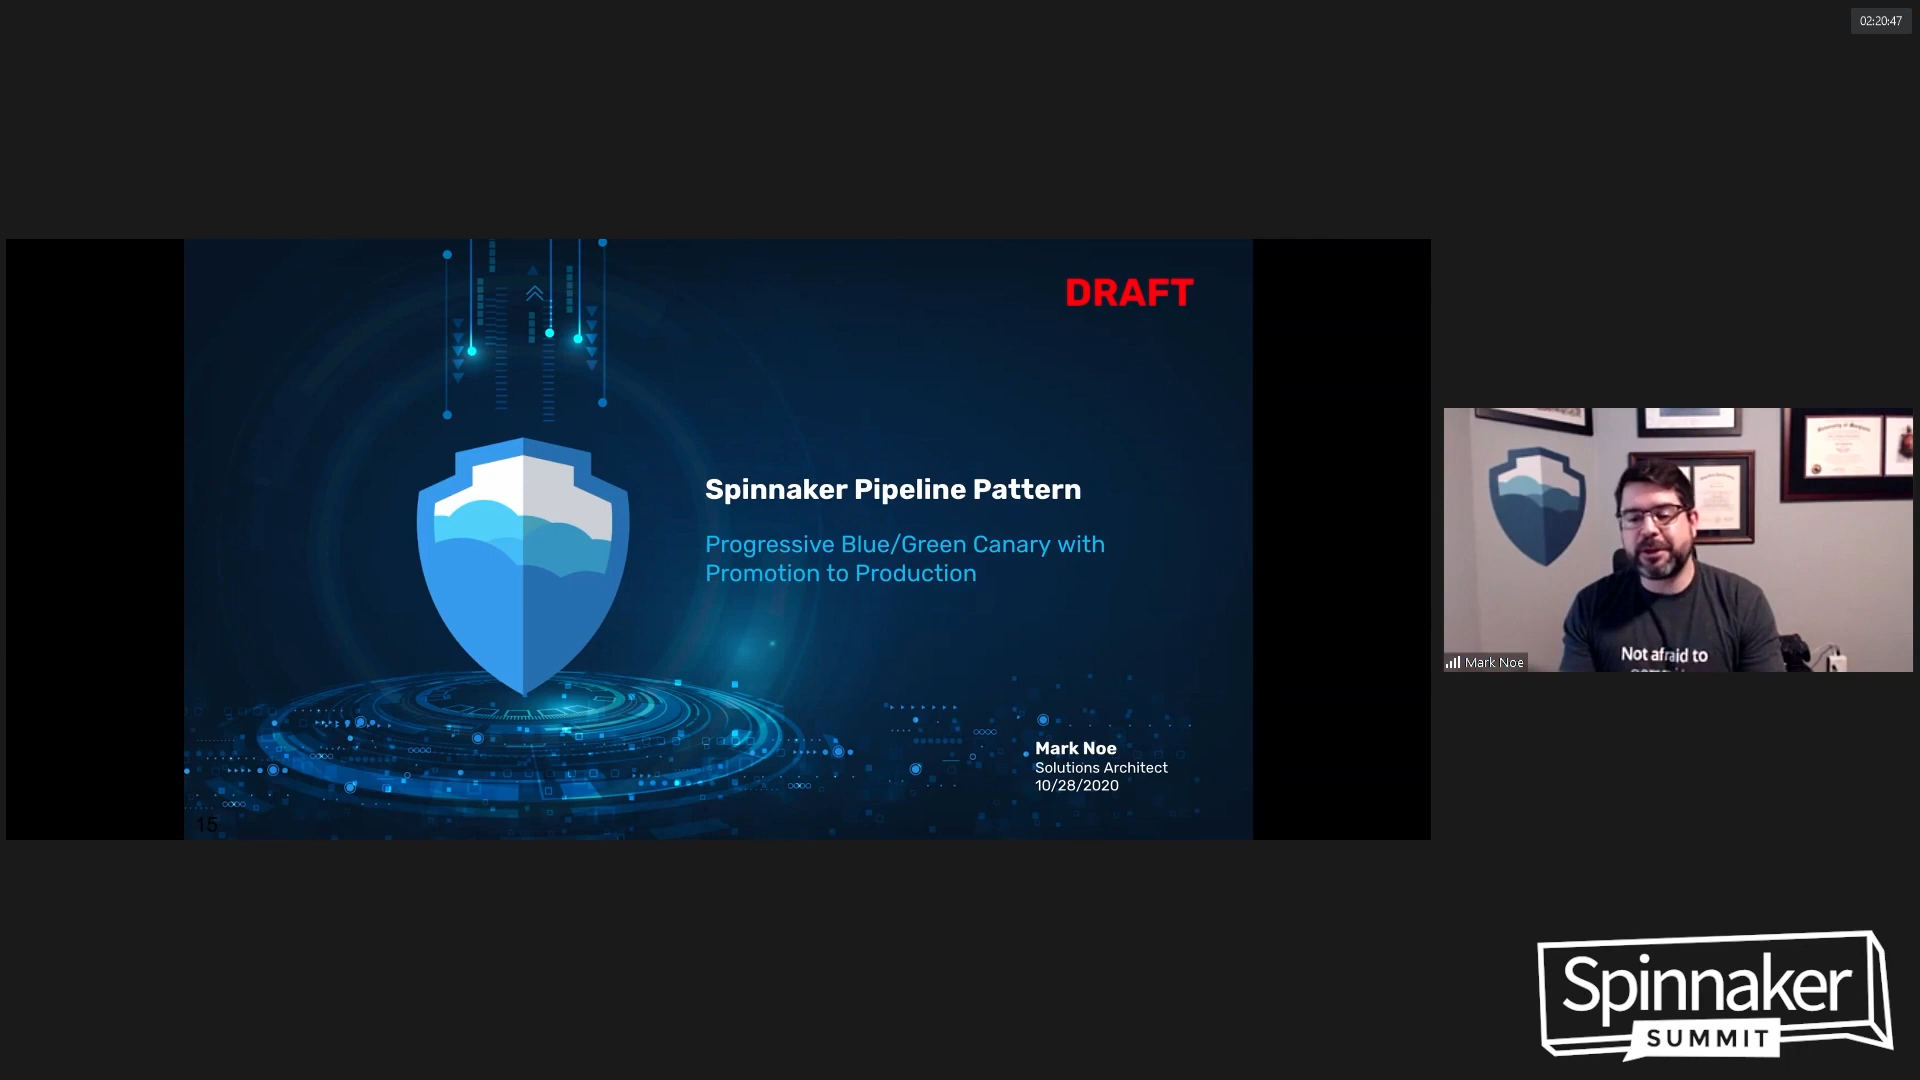 02:20:47
DRAFT
Spinnaker Pipeline Pattern
Progressive Blue/Green Canary with
Promotion to Production
Mark Noe
Solutions Architect
10/28/2020
15
Not afraid to
Mark Noe
Spinnaker
SUMMIT